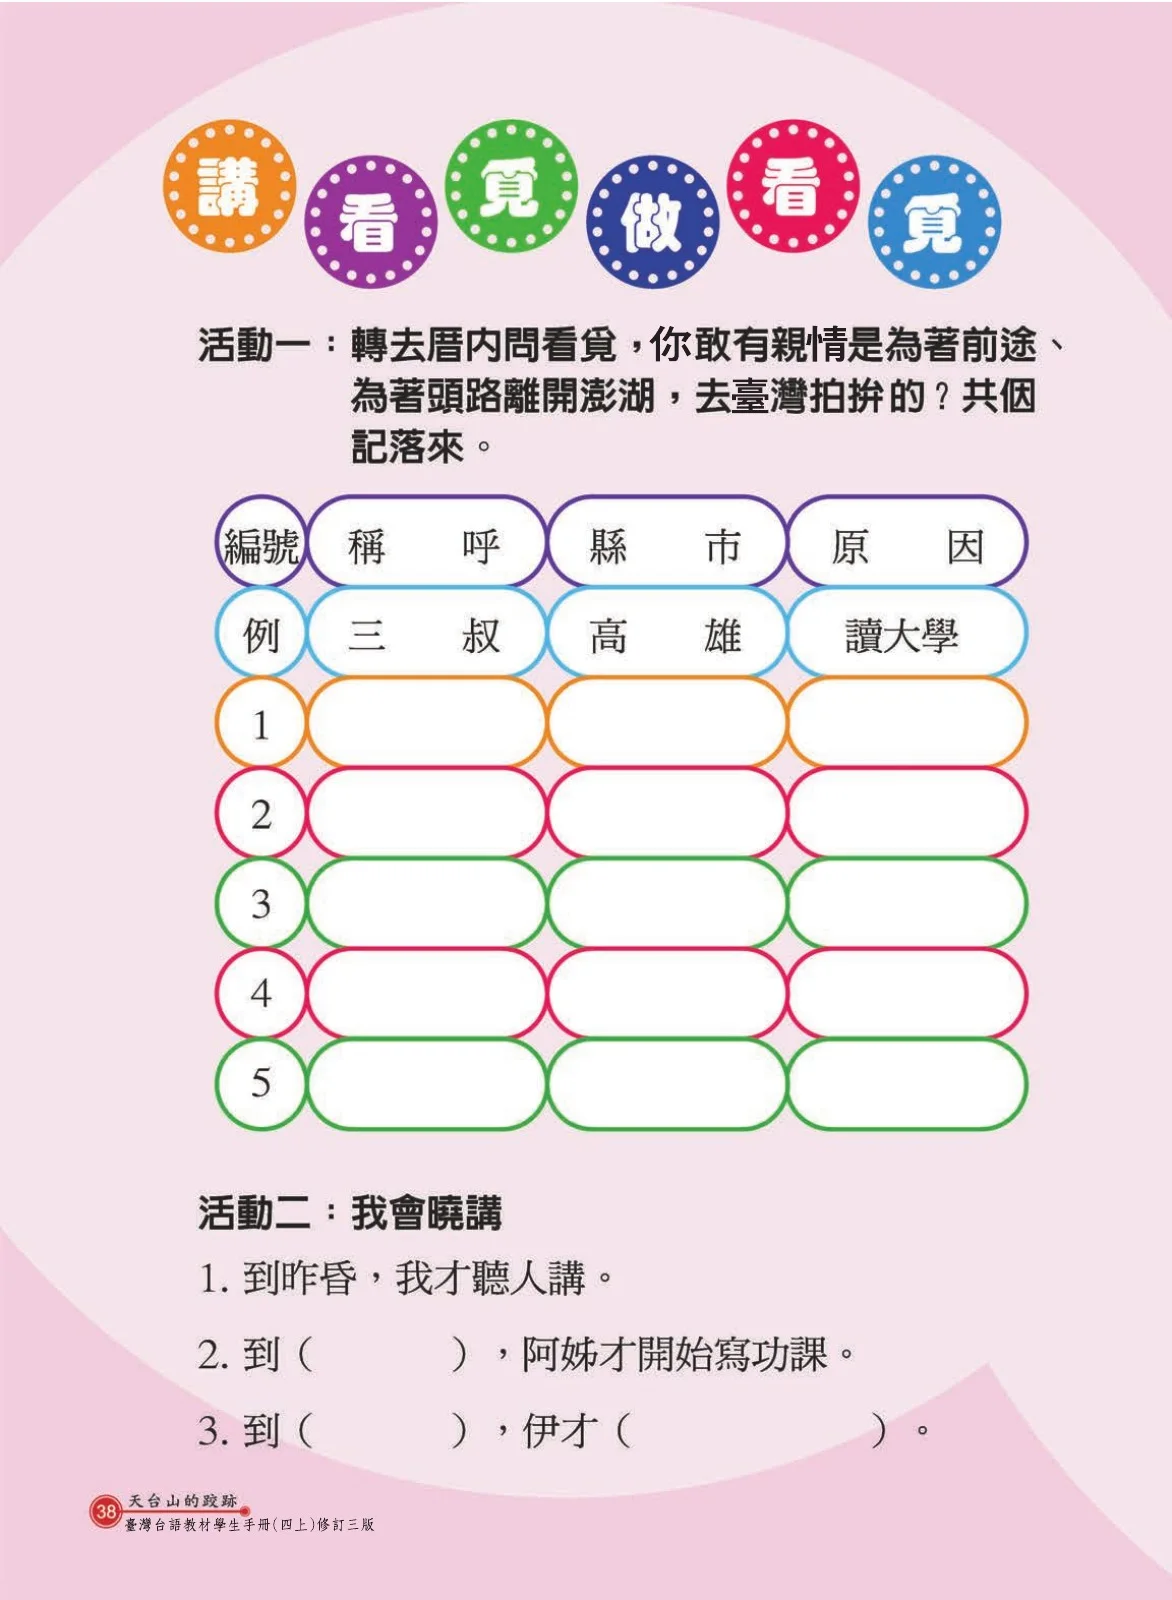 講看覓做看覓
活動一：轉去厝內問看覓，你敢有親情是為著前途、
為著頭路離開澎湖，去臺灣拍拚的？共𪜶
記落來。
編號 稱 呼 縣 市 原 因
例 三 叔 高 雄 讀大學
1
2
3
4
5
活動二：我會曉講
1. 到昨昏，我才聽人講。
2. 到（ ），阿姊才開始寫功課。
3. 到（ ），伊才（ ）。
38 天台山的跤跡
臺灣台語教材學生手冊(四上)修訂三版